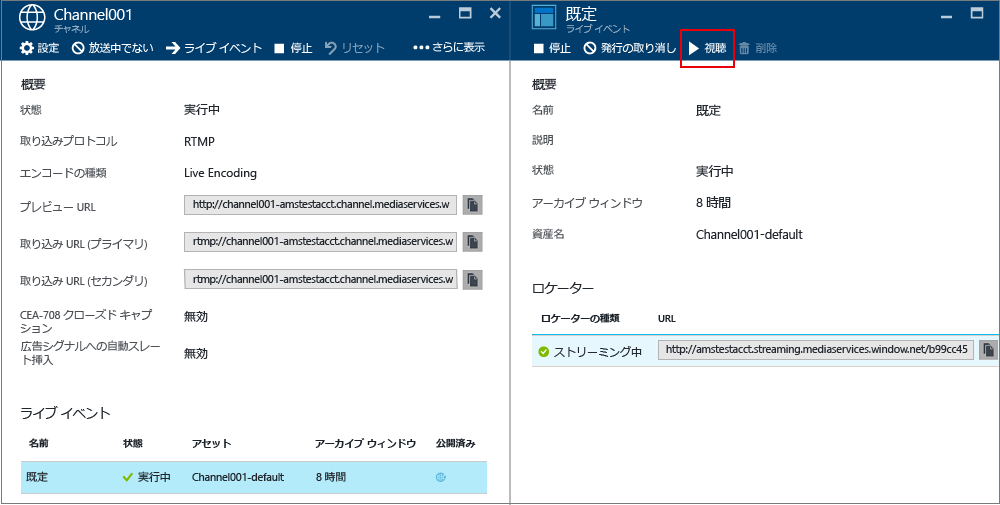 Channel001
チャネル
設定 放送中でない ライブ イベント 停止 リセット さらに表示
概要
状態 実行中
取り込みプロトコル RTMP
エンコードの種類 Live Encoding
プレビュー URL http://channel001-amstestacct.channel.mediaservices.w
取り込み URL (プライマリ) rtmp://channel001-amstestacct.channel.mediaservices.w
取り込み URL (セカンダリ) rtmp://channel001-amstestacct.channel.mediaservices.w
CEA-708 クローズド キャプ
ション 無効
広告シグナルへの自動スレー
ト挿入 無効
ライブ イベント
名前 状態 アセット アーカイブ ウィンドウ 公開済み
既定 実行中 Channel001-default 8 時間
既定
ライブ イベント
停止 発行の取り消し 視聴 削除
概要
名前 既定
説明
状態 実行中
アーカイブ ウィンドウ 8 時間
資産名 Channel001-default
ロケーター
ロケーターの種類 URL
ストリーミング中 http://amstestacct.streaming.mediaservices.window.net/b99cc45